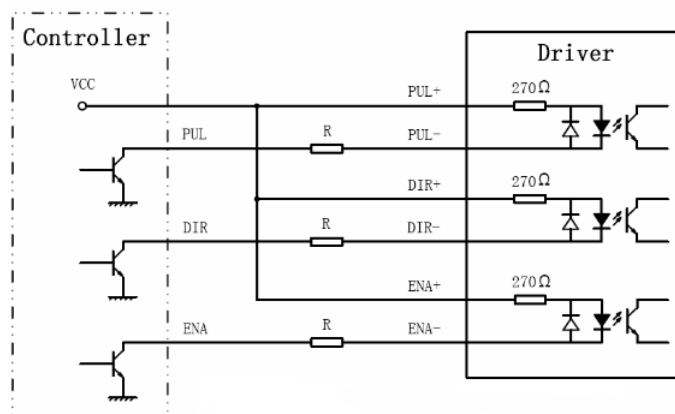 Controller
Driver
VCC
PUL+
270Ω
PUL
R
PUL-
DIR+
270Ω
DIR
R
DIR-
ENA+
270Ω
ENA
R
ENA-